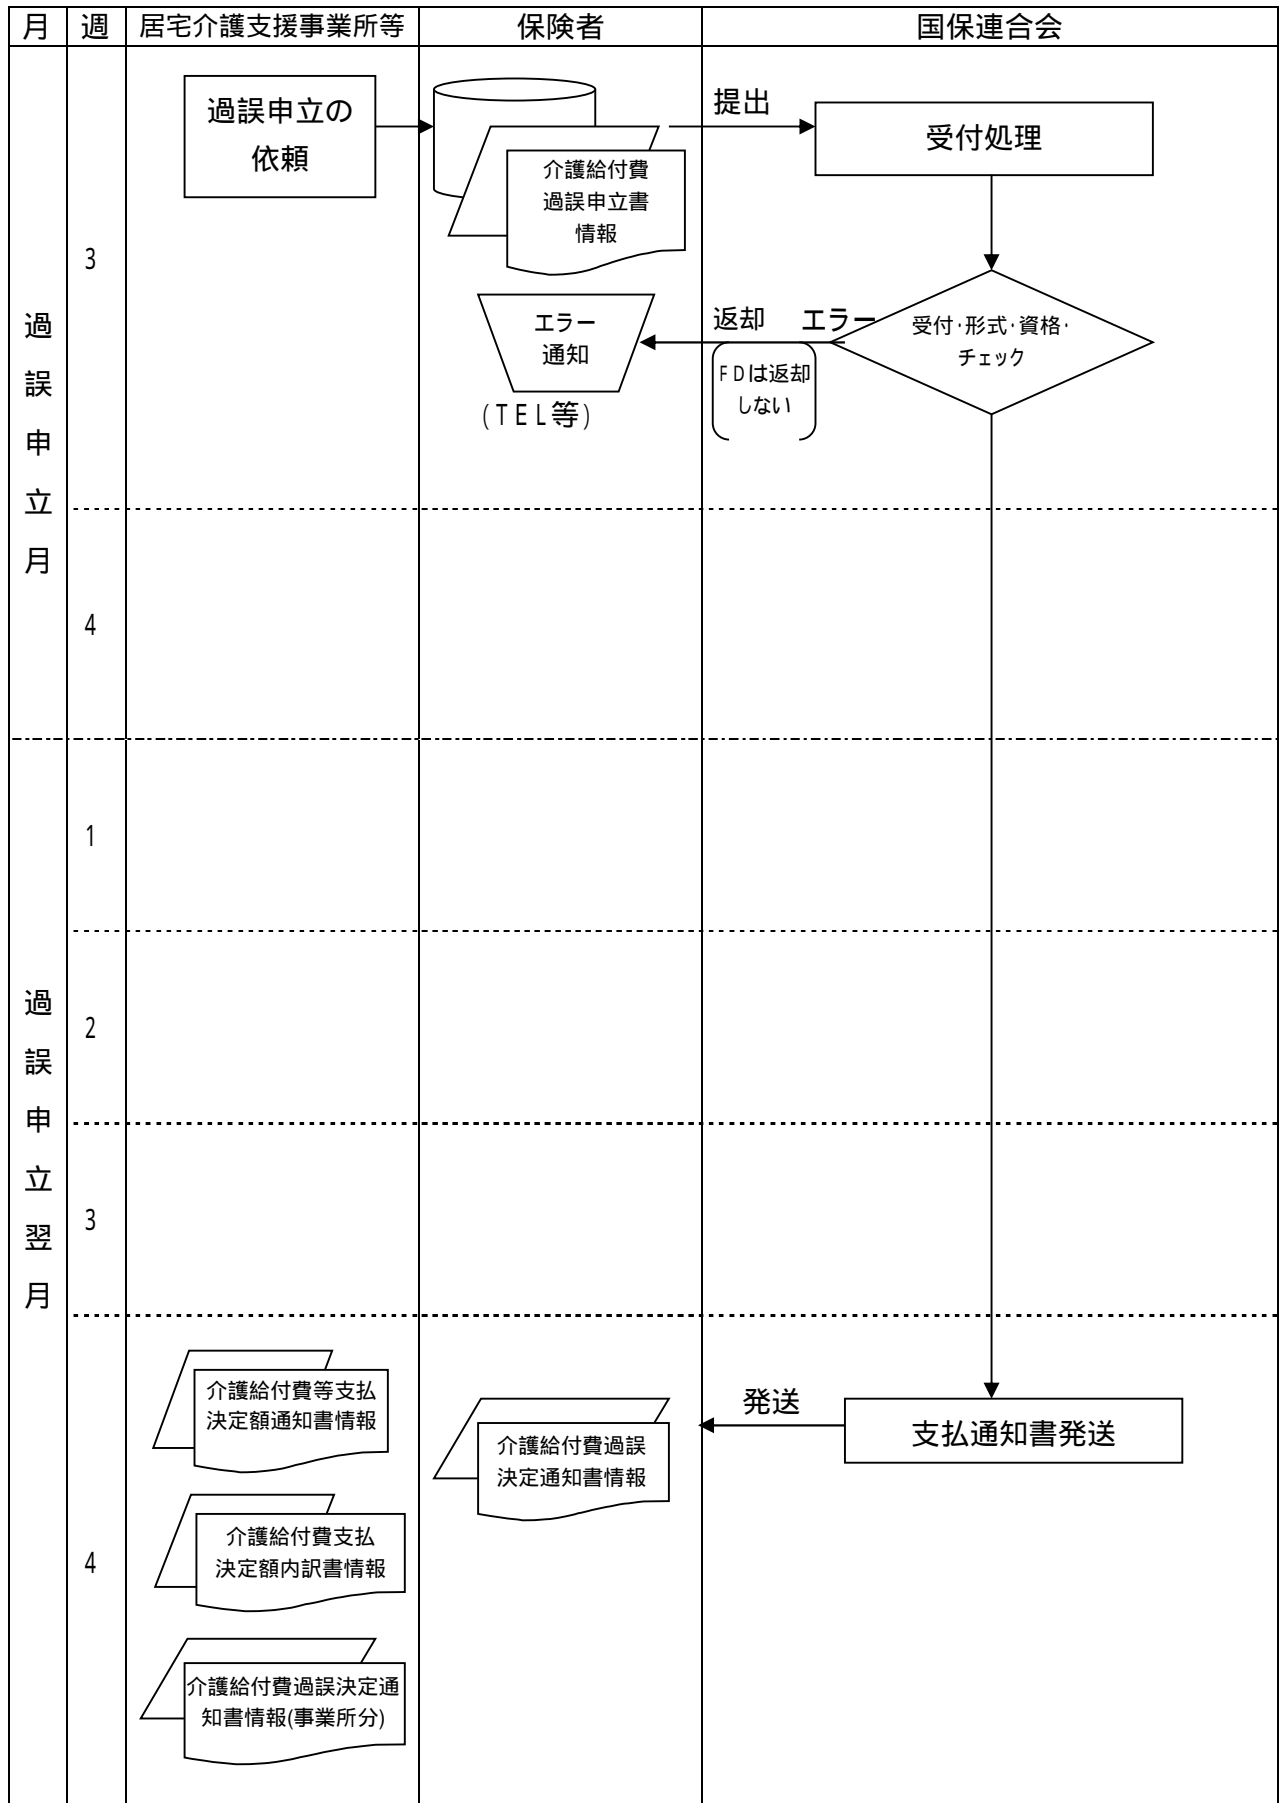 月 週 居宅介護支援事業所等 保険者 国保連合会
過誤申立月
3
過誤申立の
依頼
介護給付費
過誤申立書
情報
提出
受付処理
受付・形式・資格・
チェック
エラー
返却
FDは返却
しない
エラー
通知
(TEL等)
4
過誤申立翌月
1
2
3
4
支払通知書発送
発送
介護給付費過誤
決定通知書情報
介護給付費等支払
決定額通知書情報
介護給付費支払
決定額内訳書情報
介護給付費過誤決定通
知書情報(事業所分)